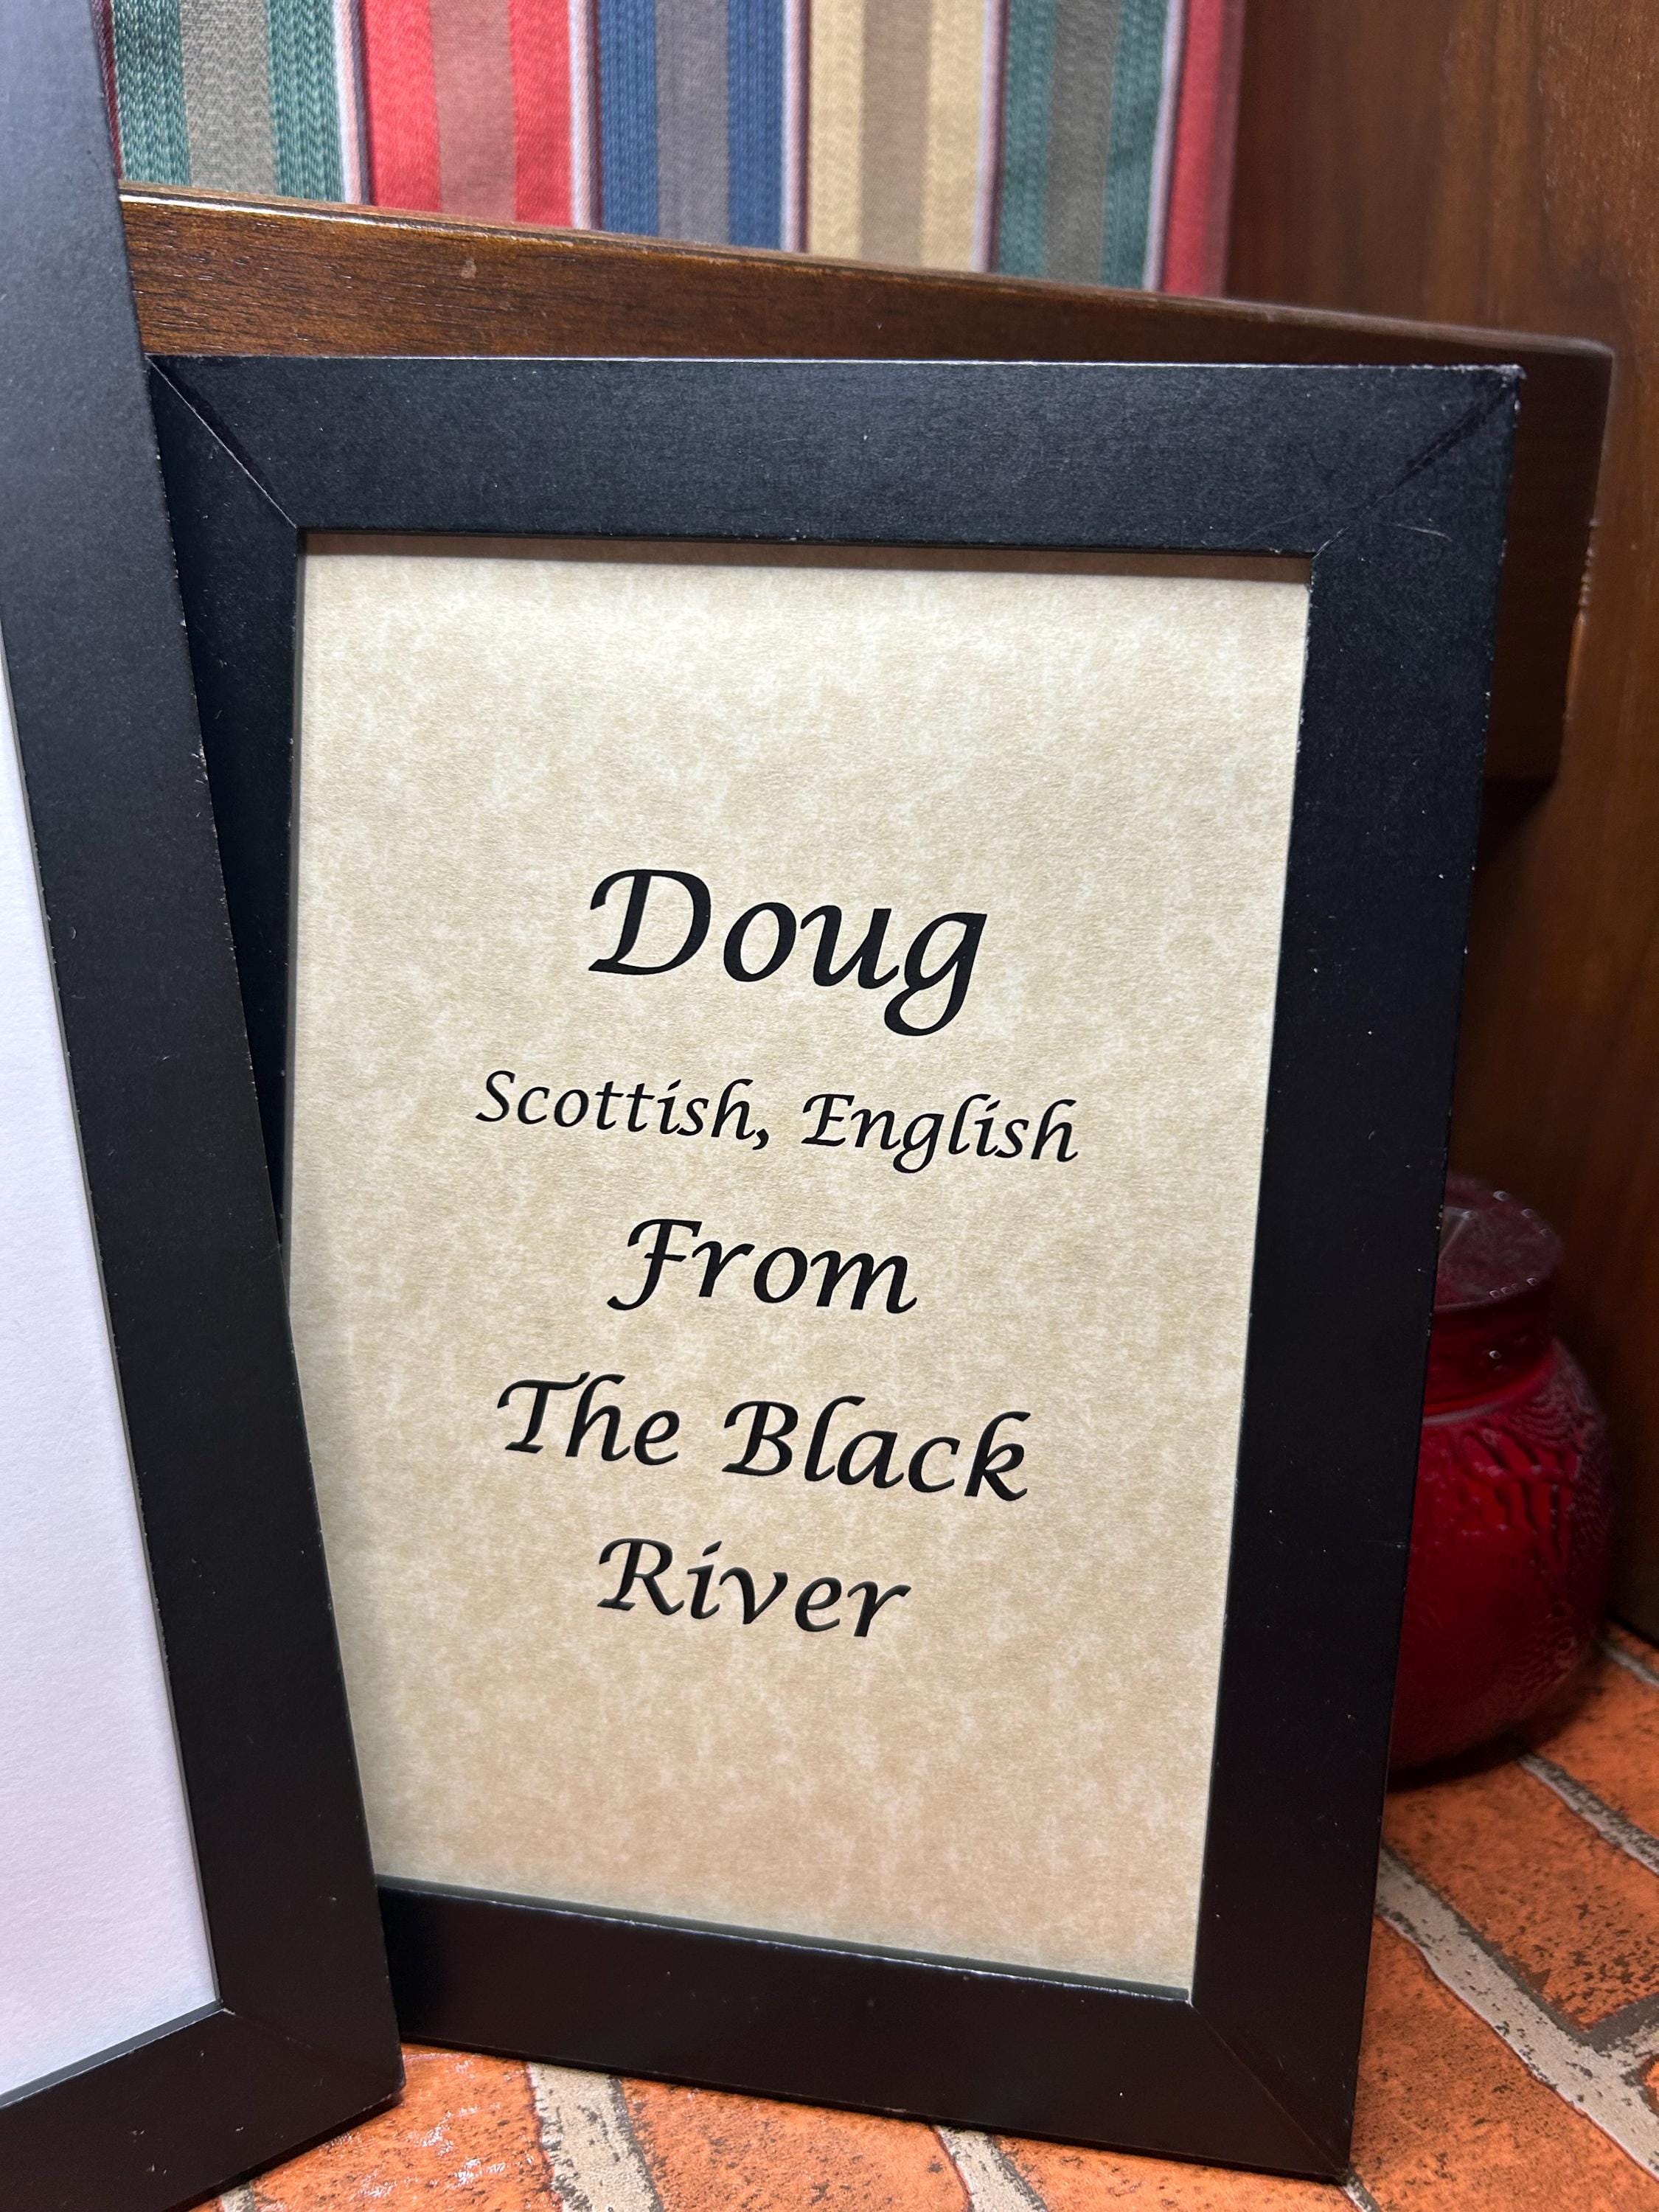 Doug
Scottish, English
From
The Black
River